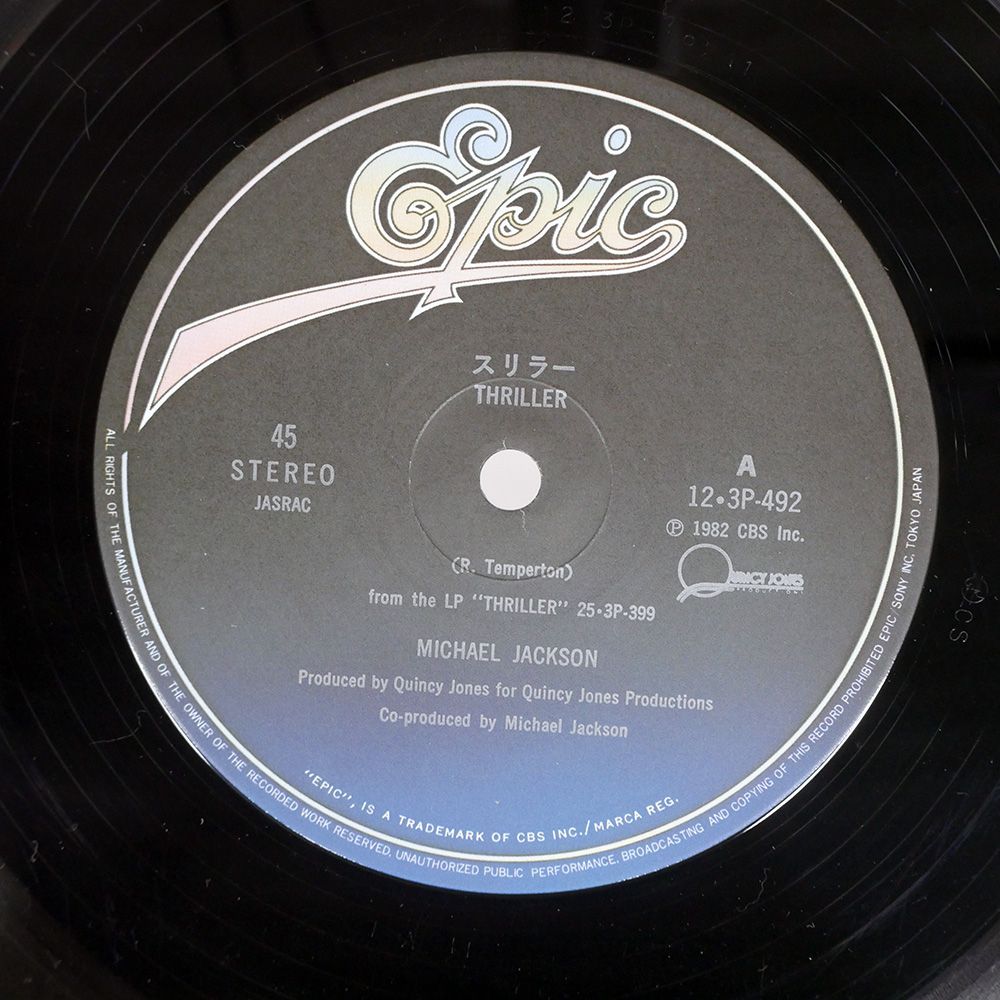 Epic
スリラー
THRILLER
45
STEREO
JASRAC
A
12•3P-492
Ⓟ 1982 CBS Inc.
QUINCY JONES
PRODUCTIONS
(R. Temperton)
from the LP "THRILLER" 25•3P-399
MICHAEL JACKSON
Produced by Quincy Jones for Quincy Jones Productions
Co-produced by Michael Jackson
"EPIC", IS A TRADEMARK OF CBS INC./MARCA REG.
ALL RIGHTS OF THE MANUFACTURER AND OF THE OWNER OF THE RECORDED WORK RESERVED. UNAUTHORIZED PUBLIC PERFORMANCE, BROADCASTING AND COPYING OF THIS RECORD PROHIBITED EPIC/SONY INC. TOKYO JAPAN